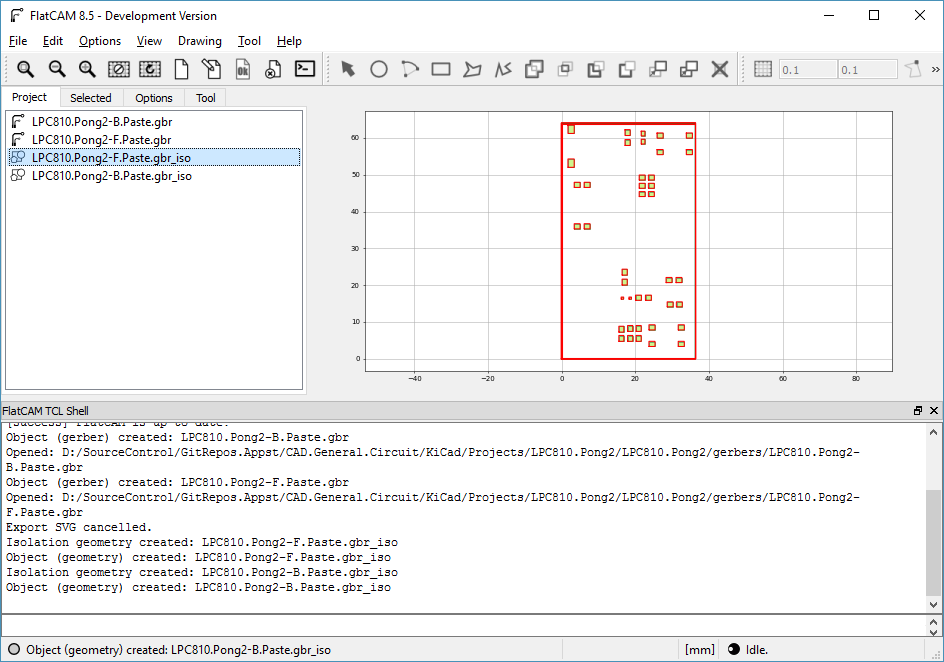 FlatCAM 8.5 - Development Version
File Edit Options View Drawing Tool Help
Ok 0.1 0.1 »
Project Selected Options Tool
LPC810.Pong2-B.Paste.gbr
LPC810.Pong2-F.Paste.gbr
LPC810.Pong2-F.Paste.gbr_iso
LPC810.Pong2-B.Paste.gbr_iso
60
50
40
30
20
10
0
−40 −20 0 20 40 60 80
FlatCAM TCL Shell
[success] FlatCAM is up to date!
Object (gerber) created: LPC810.Pong2-B.Paste.gbr
Opened: D:/SourceControl/GitRepos.Appst/CAD.General.Circuit/KiCad/Projects/LPC810.Pong2/LPC810.Pong2/gerbers/LPC810.Pong2-
B.Paste.gbr
Object (gerber) created: LPC810.Pong2-F.Paste.gbr
Opened: D:/SourceControl/GitRepos.Appst/CAD.General.Circuit/KiCad/Projects/LPC810.Pong2/LPC810.Pong2/gerbers/LPC810.Pong2-
F.Paste.gbr
Export SVG cancelled.
Isolation geometry created: LPC810.Pong2-F.Paste.gbr_iso
Object (geometry) created: LPC810.Pong2-F.Paste.gbr_iso
Isolation geometry created: LPC810.Pong2-B.Paste.gbr_iso
Object (geometry) created: LPC810.Pong2-B.Paste.gbr_iso
Object (geometry) created: LPC810.Pong2-B.Paste.gbr_iso [mm] Idle.